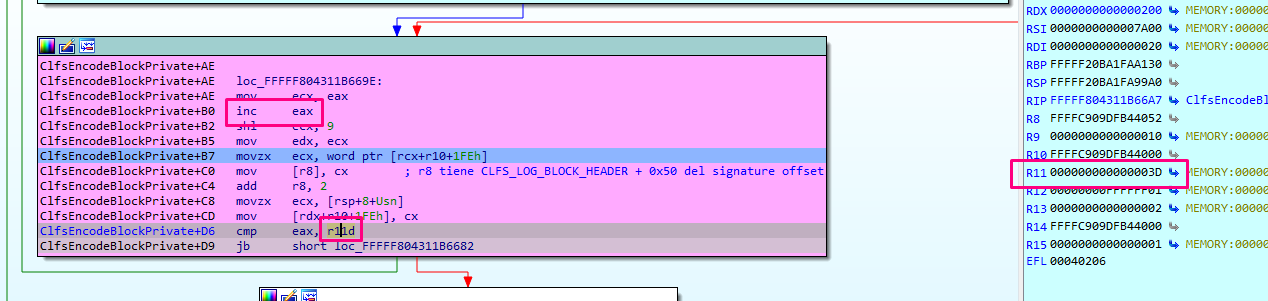 ClfsEncodeBlockPrivate+AE
ClfsEncodeBlockPrivate+AE loc_FFFFF804311B669E:
ClfsEncodeBlockPrivate+AE mov ecx, eax
ClfsEncodeBlockPrivate+B0 inc eax
ClfsEncodeBlockPrivate+B2 shl ecx, 9
ClfsEncodeBlockPrivate+B5 mov edx, ecx
ClfsEncodeBlockPrivate+B7 movzx ecx, word ptr [rcx+r10+1FEh]
ClfsEncodeBlockPrivate+C0 mov [r8], cx ; r8 tiene CLFS_LOG_BLOCK_HEADER + 0x50 del signature offset
ClfsEncodeBlockPrivate+C4 add r8, 2
ClfsEncodeBlockPrivate+C8 movzx ecx, [rsp+8+Usn]
ClfsEncodeBlockPrivate+CD mov [rdx+r10+1FEh], cx
ClfsEncodeBlockPrivate+D6 cmp eax, r11d
ClfsEncodeBlockPrivate+D9 jb short loc_FFFFF804311B6682
RDX 0000000000000200 MEMORY:00000
RSI 0000000000007A00 MEMORY:00000
RDI 0000000000000020 MEMORY:00000
RBP FFFFF20BA1FAA130
RSP FFFFF20BA1FA99A0
RIP FFFFF804311B66A7 ClfsEncodeBl
R8 FFFFC909DFB44052
R9 0000000000000010 MEMORY:00000
R10 FFFFC909DFB44000
R11 000000000000003D MEMORY:00000
R12 00000000FFFFFF01 MEMORY:00000
R13 0000000000000002 MEMORY:00000
R14 FFFFC909DFB44000
R15 0000000000000001 MEMORY:00000
EFL 00040206